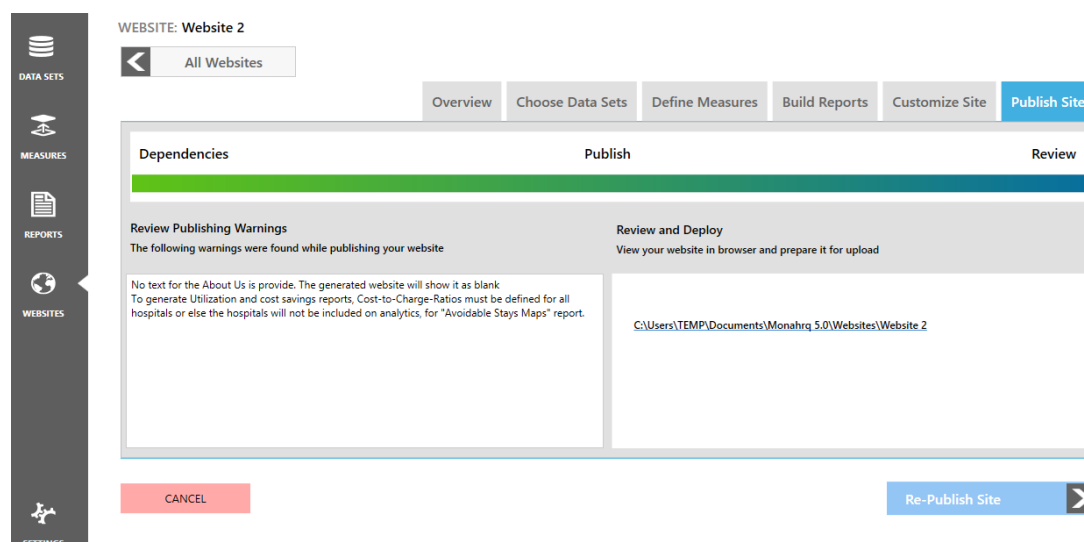 WEBSITE: Website 2
All Websites
DATA SETS
MEASURES
REPORTS
WEBSITES
SETTINGS
Overview
Choose Data Sets
Define Measures
Build Reports
Customize Site
Publish Site
Dependencies
Publish
Review
Review Publishing Warnings
The following warnings were found while publishing your website
No text for the About Us is provide. The generated website will show it as blank
To generate Utilization and cost savings reports, Cost-to-Charge-Ratios must be defined for all
hospitals or else the hospitals will not be included on analytics, for "Avoidable Stays Maps" report.
Review and Deploy
View your website in browser and prepare it for upload
C:\Users\TEMP\Documents\Monahrq 5.0\Websites\Website 2
CANCEL
Re-Publish Site